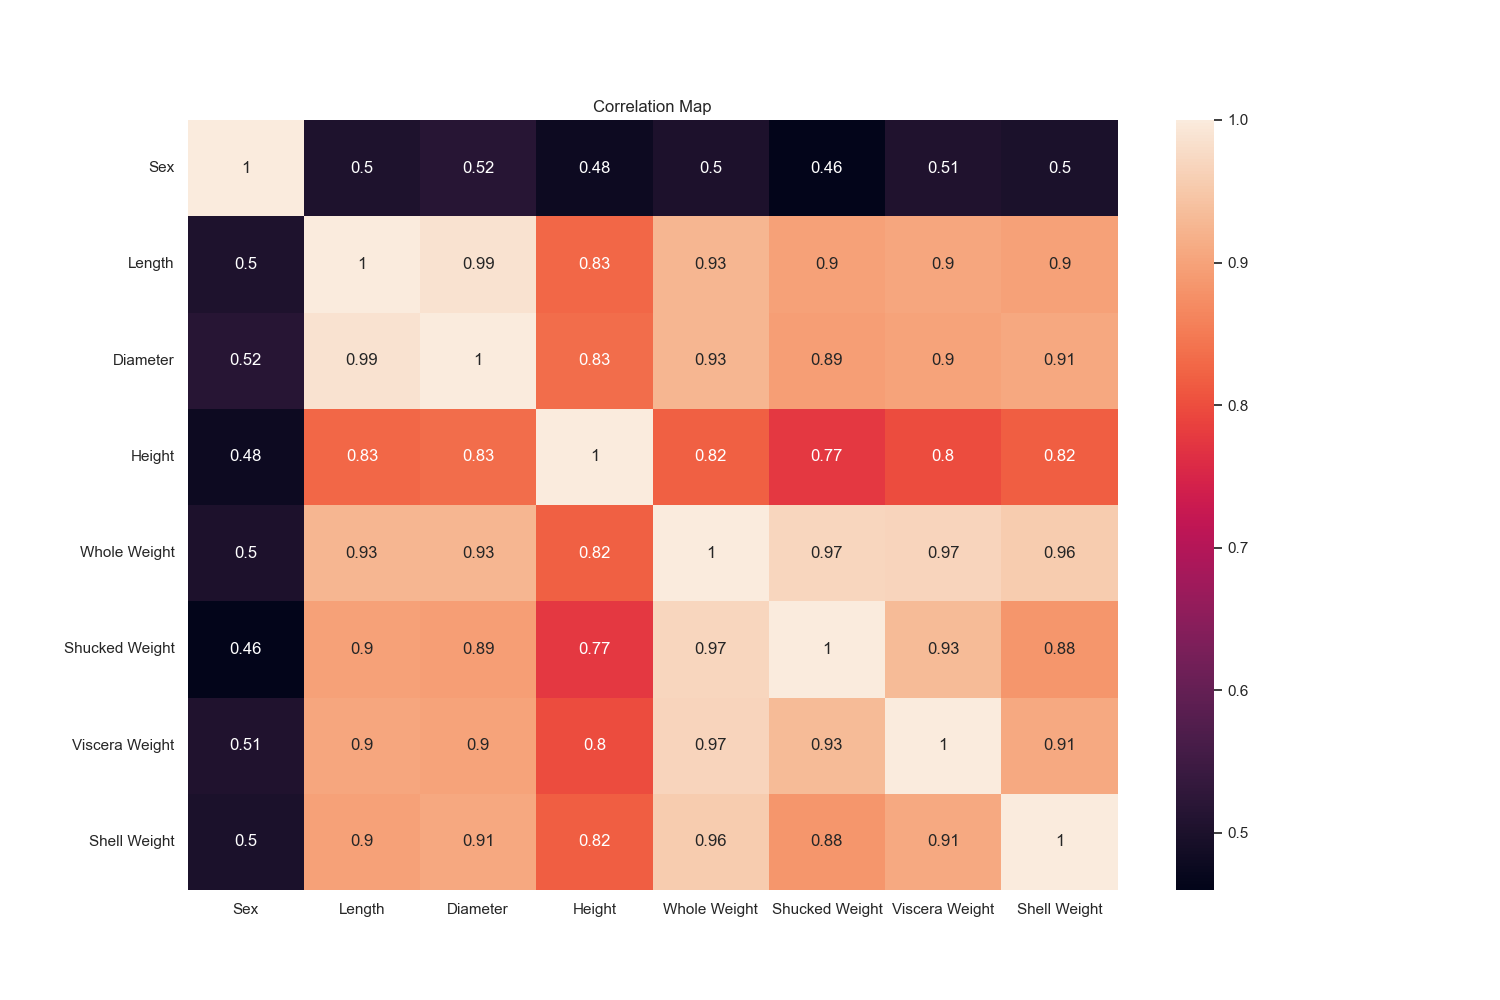 Correlation Map
Sex 1 0.5 0.52 0.48 0.5 0.46 0.51 0.5
Length 0.5 1 0.99 0.83 0.93 0.9 0.9 0.9
Diameter 0.52 0.99 1 0.83 0.93 0.89 0.9 0.91
Height 0.48 0.83 0.83 1 0.82 0.77 0.8 0.82
Whole Weight 0.5 0.93 0.93 0.82 1 0.97 0.97 0.96
Shucked Weight 0.46 0.9 0.89 0.77 0.97 1 0.93 0.88
Viscera Weight 0.51 0.9 0.9 0.8 0.97 0.93 1 0.91
Shell Weight 0.5 0.9 0.91 0.82 0.96 0.88 0.91 1
Sex Length Diameter Height Whole Weight Shucked Weight Viscera Weight Shell Weight
1.0
0.9
0.8
0.7
0.6
0.5